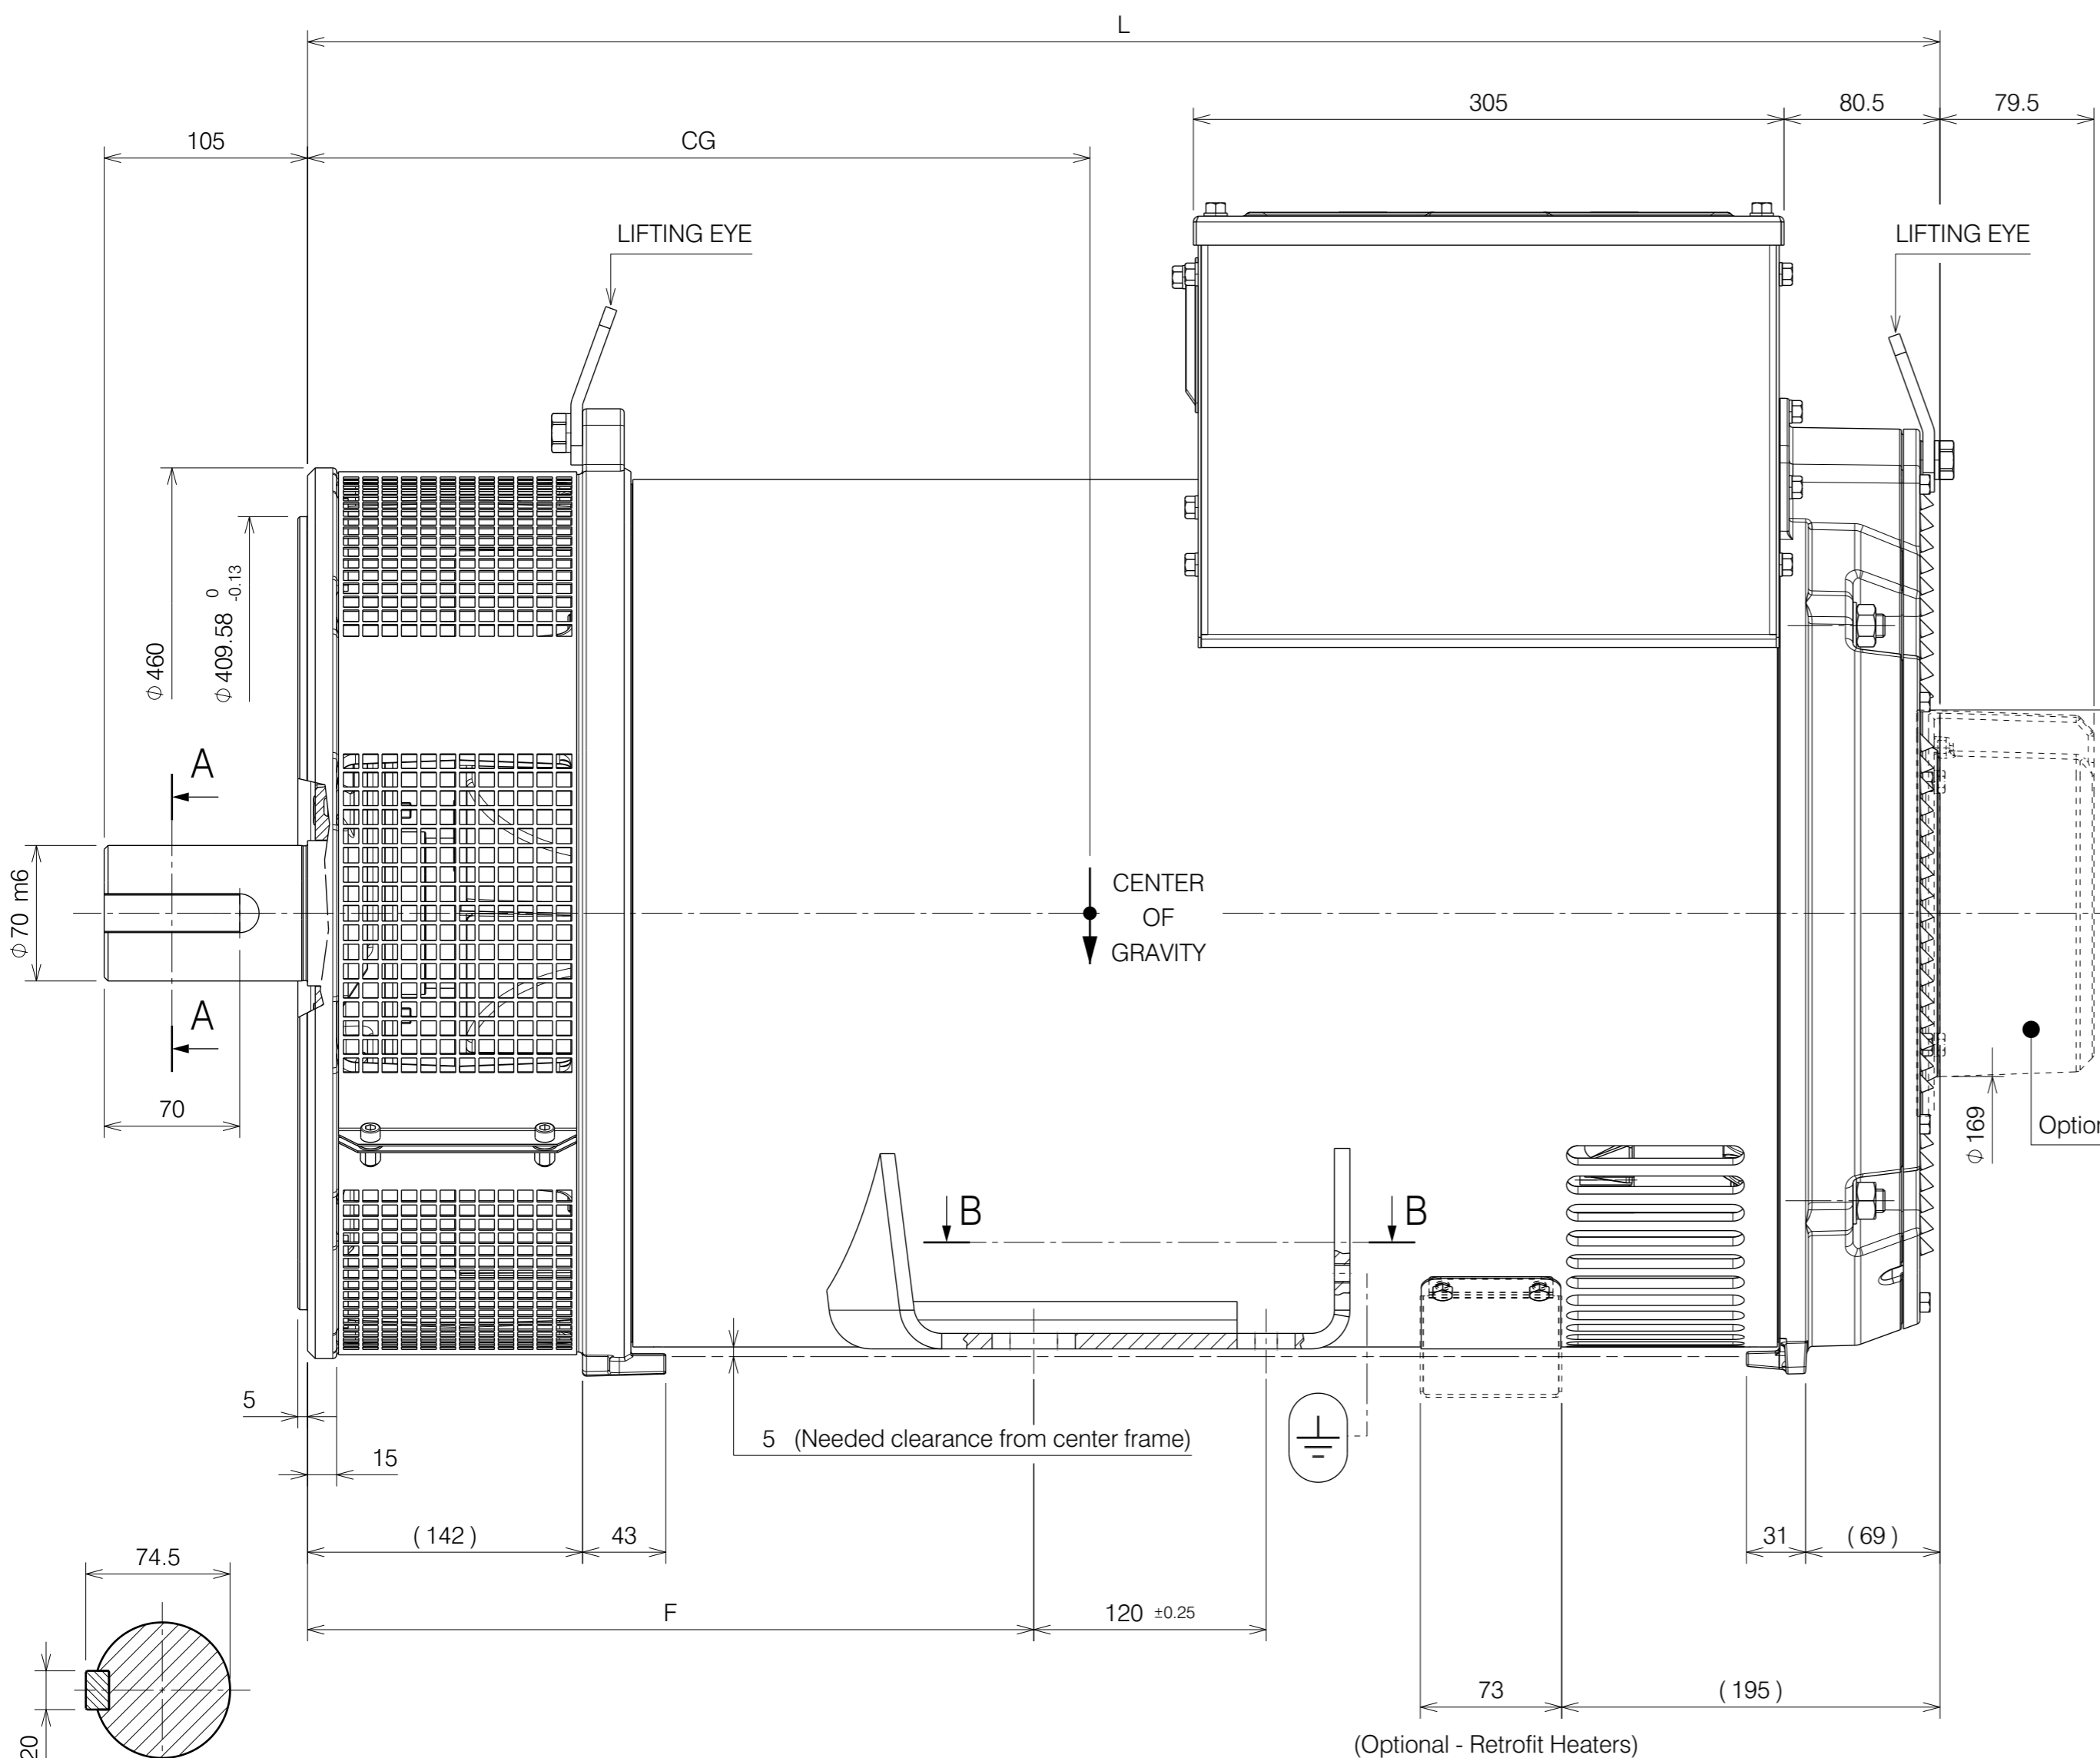 L
305
80.5
79.5
105
CG
LIFTING EYE
LIFTING EYE
Φ 460
Φ 409.58 0 -0.13
A
Φ 70 m6
CENTER
OF
GRAVITY
A
70
Φ 169
B
B
5
5 (Needed clearance from center frame)
15
( 142 )
43
31
( 69 )
74.5
F
120 ±0.25
20
73
( 195 )
(Optional - Retrofit Heaters)